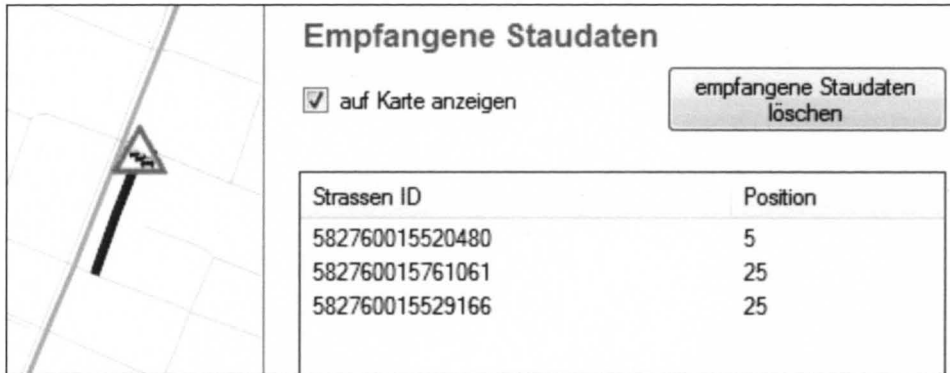 Empfangene Staudaten
auf Karte anzeigen
empfangene Staudaten
löschen
Strassen ID Position
582760015520480 5
582760015761061 25
582760015529166 25